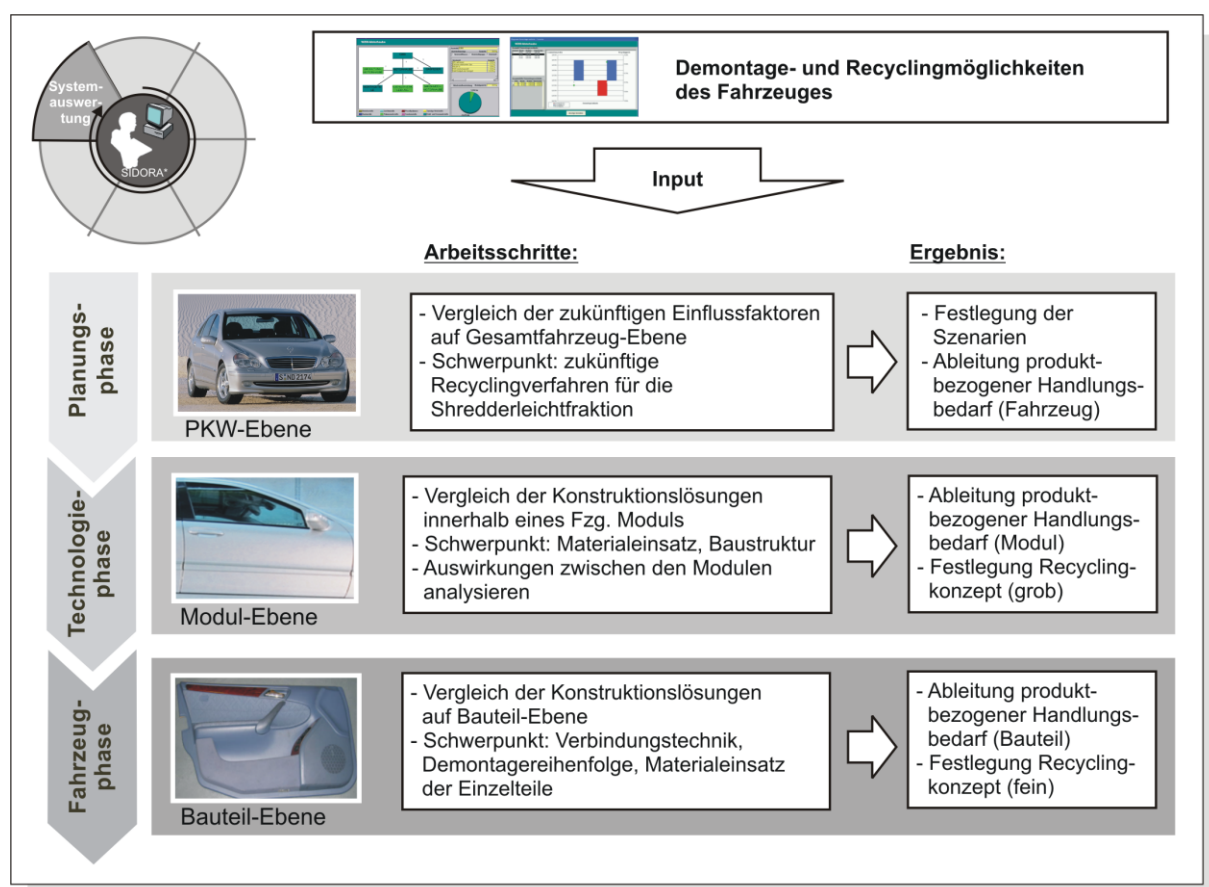 System-
auswer-
tung
SIDORA*
Demontage- und Recyclingmöglichkeiten
des Fahrzeuges
Input
Arbeitsschritte:
Ergebnis:
Planungs-
phase
PKW-Ebene
- Vergleich der zukünftigen Einflussfaktoren
auf Gesamtfahrzeug-Ebene
- Schwerpunkt: zukünftige
Recyclingverfahren für die
Shredderleichtfraktion
- Festlegung der
Szenarien
- Ableitung produkt-
bezogener Handlungs-
bedarf (Fahrzeug)
Technologie-
phase
Modul-Ebene
- Vergleich der Konstruktionslösungen
innerhalb eines Fzg. Moduls
- Schwerpunkt: Materialeinsatz, Baustruktur
- Auswirkungen zwischen den Modulen
analysieren
- Ableitung produkt-
bezogener Handlungs-
bedarf (Modul)
- Festlegung Recycling-
konzept (grob)
Fahrzeug-
phase
Bauteil-Ebene
- Vergleich der Konstruktionslösungen
auf Bauteil-Ebene
- Schwerpunkt: Verbindungstechnik,
Demontagereihenfolge, Materialeinsatz
der Einzelteile
- Ableitung produkt-
bezogener Handlungs-
bedarf (Bauteil)
- Festlegung Recycling-
konzept (fein)